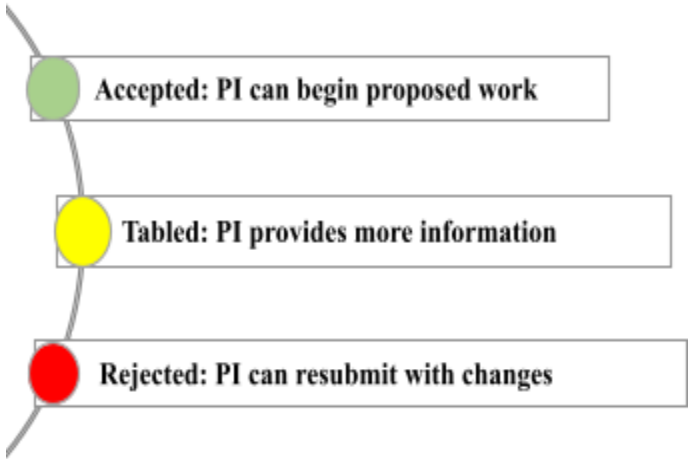 Accepted: PI can begin proposed work
Tabled: PI provides more information
Rejected: PI can resubmit with changes